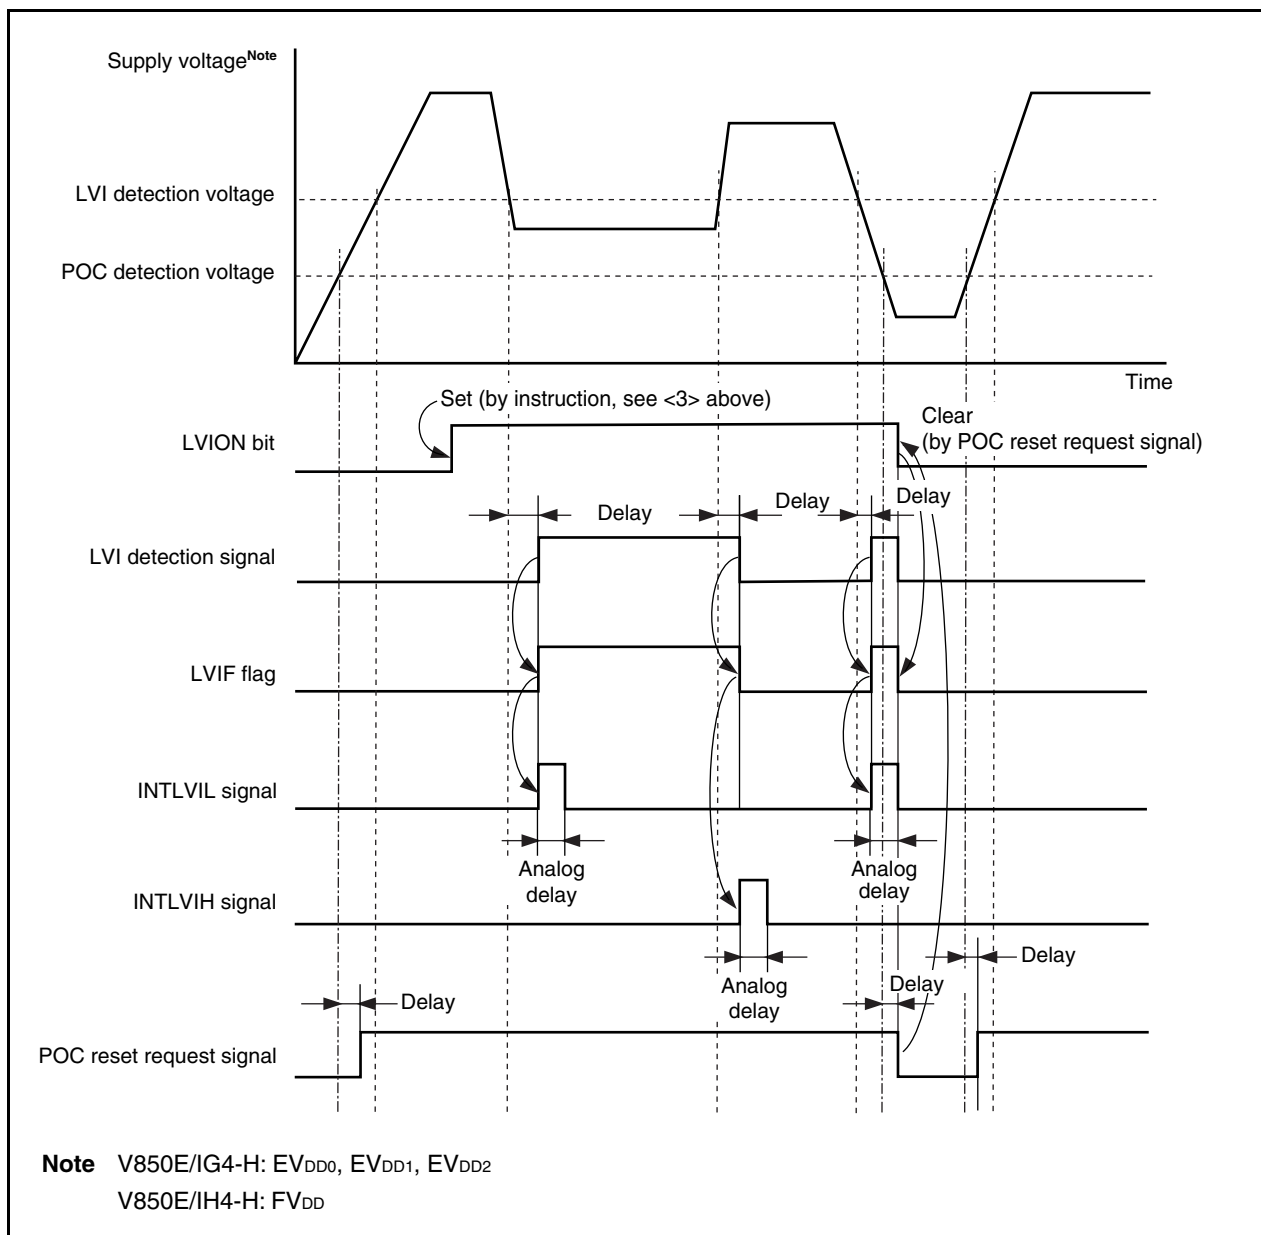 Supply voltageNote
LVI detection voltage
POC detection voltage
Time
Set (by instruction, see <3> above)
Clear
(by POC reset request signal)
LVION bit
Delay
Delay
Delay
LVI detection signal
LVIF flag
INTLVIL signal
Analog
delay
Analog
delay
INTLVIH signal
Delay
Analog
delay
Delay
Delay
POC reset request signal
Note V850E/IG4-H: EVDD0, EVDD1, EVDD2
V850E/IH4-H: FVDD